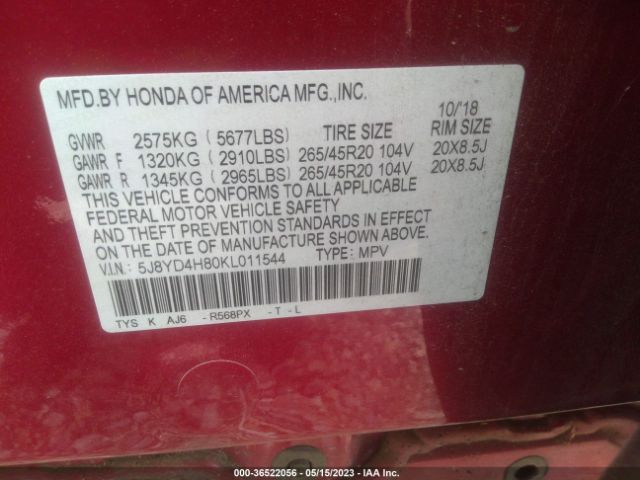 MFD.BY HONDA OF AMERICA MFG.,INC.
10/'18
GVWR 2575KG (5677LBS) TIRE SIZE RIM SIZE
GAWR F 1320KG (2910LBS) 265/45R20 104V 20X8.5J
GAWR R 1345KG (2965LBS) 265/45R20 104V 20X8.5J
THIS VEHICLE CONFORMS TO ALL APPLICABLE
FEDERAL MOTOR VEHICLE SAFETY
AND THEFT PREVENTION STANDARDS IN EFFECT
ON THE DATE OF MANUFACTURE SHOWN ABOVE.
V.I.N.: 5J8YD4H80KL011544 TYPE: MPV
TYS K AJ6 -R568PX -T -L
000-36522056 - 05/15/2023 - IAA Inc.